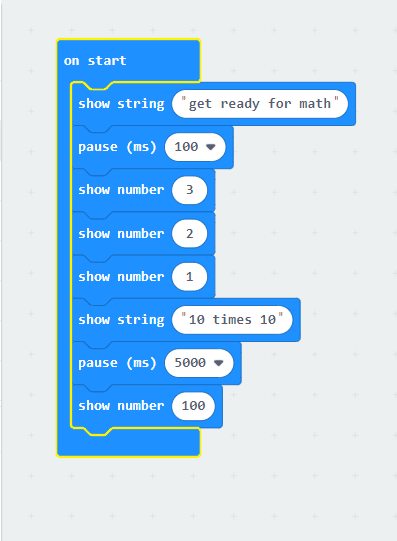 on start
show string "get ready for math"
pause (ms) 100
show number 3
show number 2
show number 1
show string "10 times 10"
pause (ms) 5000
show number 100